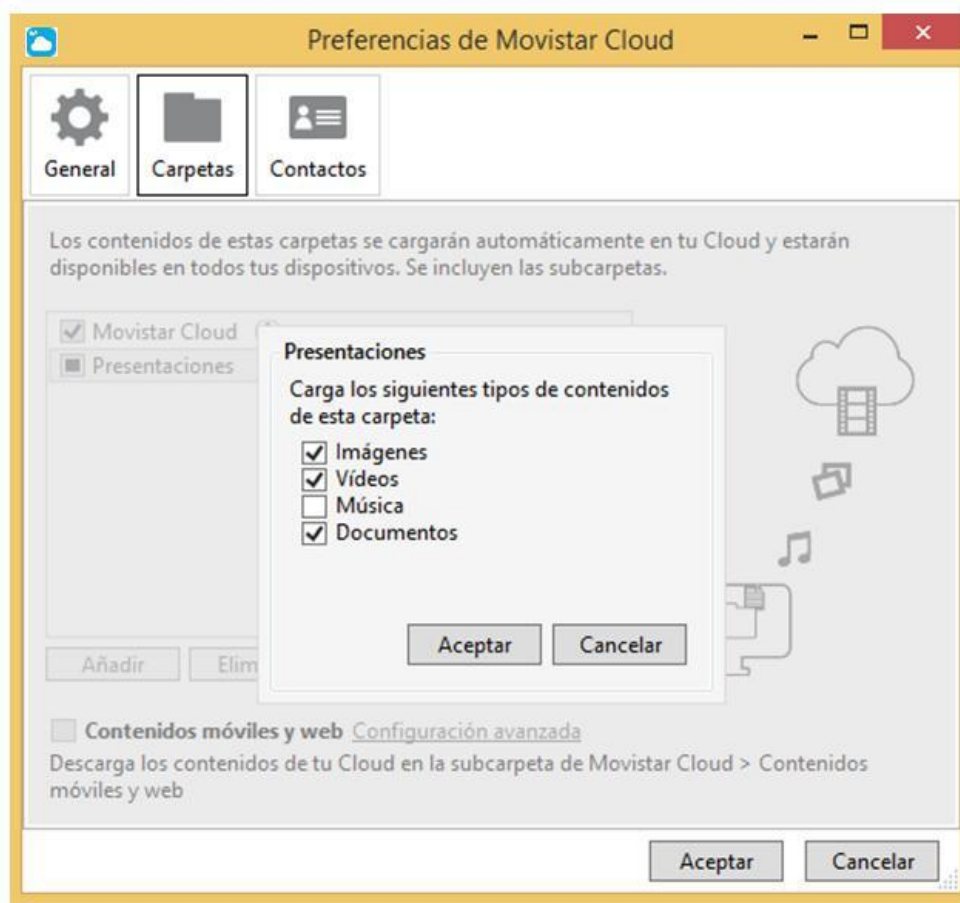 Preferencias de Movistar Cloud
General
Carpetas
Contactos
Los contenidos de estas carpetas se cargarán automáticamente en tu Cloud y estarán
disponibles en todos tus dispositivos. Se incluyen las subcarpetas.
Movistar Cloud
Presentaciones
Presentaciones
Carga los siguientes tipos de contenidos
de esta carpeta:
Imágenes
Vídeos
Música
Documentos
Aceptar
Cancelar
Añadir
Elim
Contenidos móviles y web Configuración avanzada
Descarga los contenidos de tu Cloud en la subcarpeta de Movistar Cloud > Contenidos
móviles y web
Aceptar
Cancelar